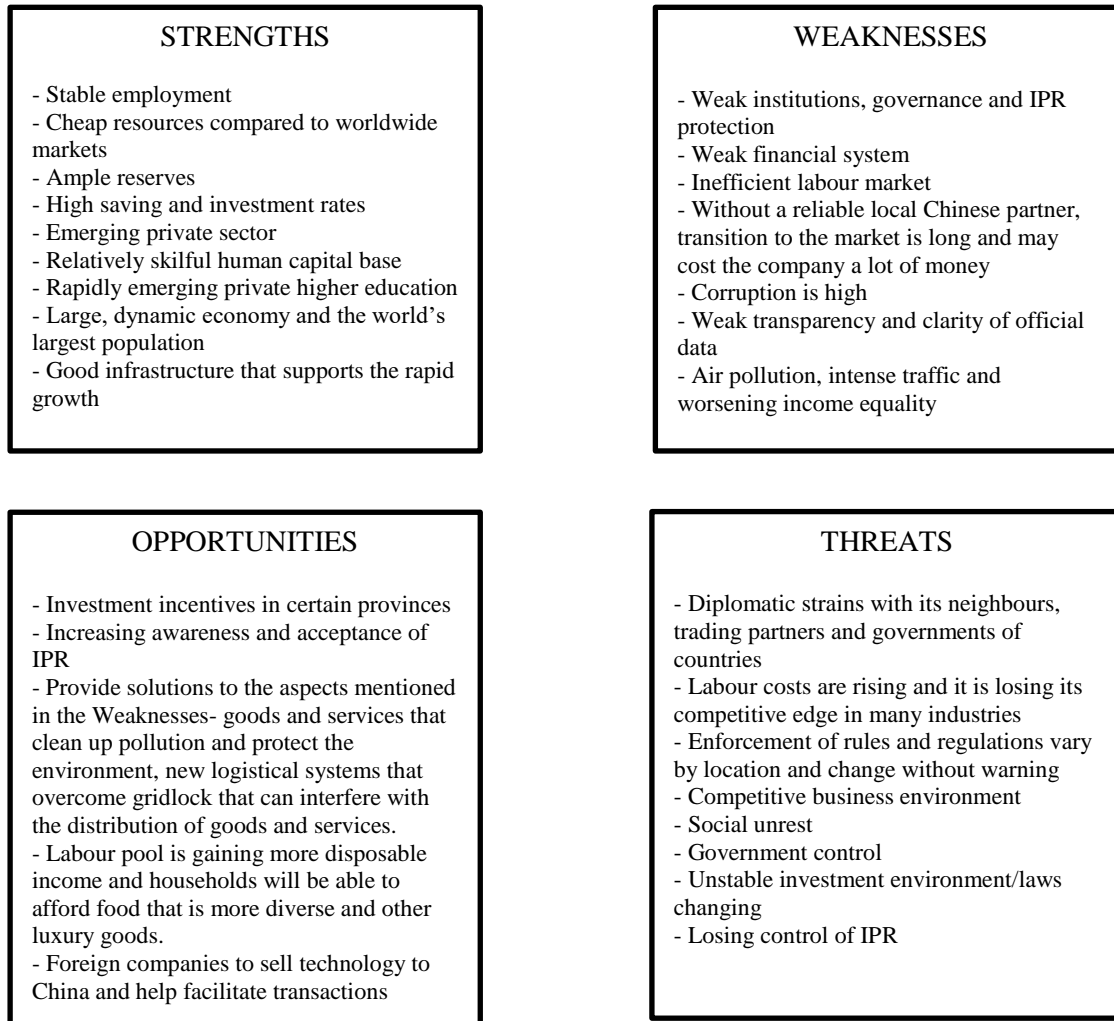 STRENGTHS
- Stable employment
- Cheap resources compared to worldwide
markets
- Ample reserves
- High saving and investment rates
- Emerging private sector
- Relatively skilful human capital base
- Rapidly emerging private higher education
- Large, dynamic economy and the world’s
largest population
- Good infrastructure that supports the rapid
growth
WEAKNESSES
- Weak institutions, governance and IPR
protection
- Weak financial system
- Inefficient labour market
- Without a reliable local Chinese partner,
transition to the market is long and may
cost the company a lot of money
- Corruption is high
- Weak transparency and clarity of official
data
- Air pollution, intense traffic and
worsening income equality
OPPORTUNITIES
- Investment incentives in certain provinces
- Increasing awareness and acceptance of
IPR
- Provide solutions to the aspects mentioned
in the Weaknesses- goods and services that
clean up pollution and protect the
environment, new logistical systems that
overcome gridlock that can interfere with
the distribution of goods and services.
- Labour pool is gaining more disposable
income and households will be able to
afford food that is more diverse and other
luxury goods.
- Foreign companies to sell technology to
China and help facilitate transactions
THREATS
- Diplomatic strains with its neighbours,
trading partners and governments of
countries
- Labour costs are rising and it is losing its
competitive edge in many industries
- Enforcement of rules and regulations vary
by location and change without warning
- Competitive business environment
- Social unrest
- Government control
- Unstable investment environment/laws
changing
- Losing control of IPR